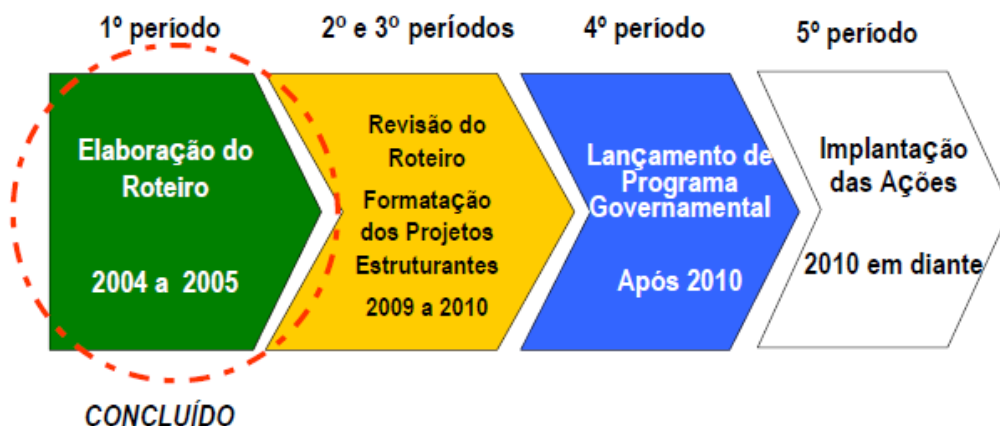 1º período
2º e 3º períodos
4º período
5º período
Elaboração do
Roteiro
2004 a 2005
Revisão do
Roteiro
Formatação
dos Projetos
Estruturantes
2009 a 2010
Lançamento de
Programa
Governamental
Após 2010
Implantação
das Ações
2010 em diante
CONCLUÍDO